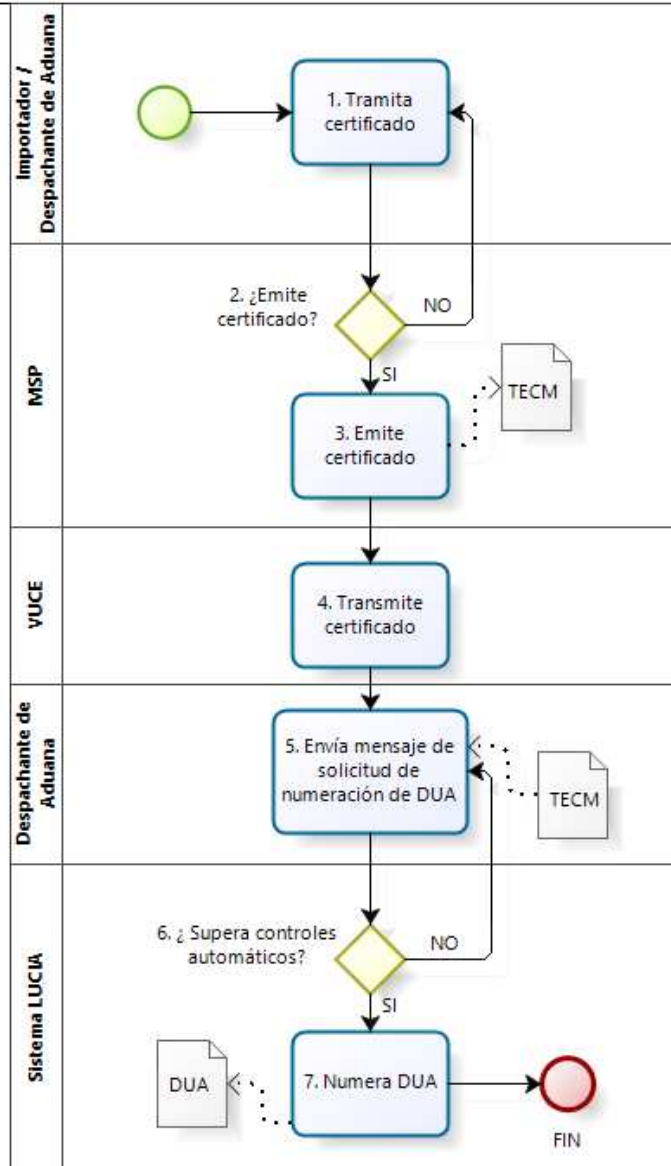 Importador /
Despachante de Aduana
1. Tramita
certificado
MSP
2. ¿Emite
certificado?
NO
SI
TECM
3. Emite
certificado
VUCE
4. Transmite
certificado
Despachante de
Aduana
5. Envía mensaje de
solicitud de
numeración de DUA
TECM
Sistema LUCIA
6. ¿ Supera controles
automáticos?
NO
SI
DUA
7. Numera DUA
FIN